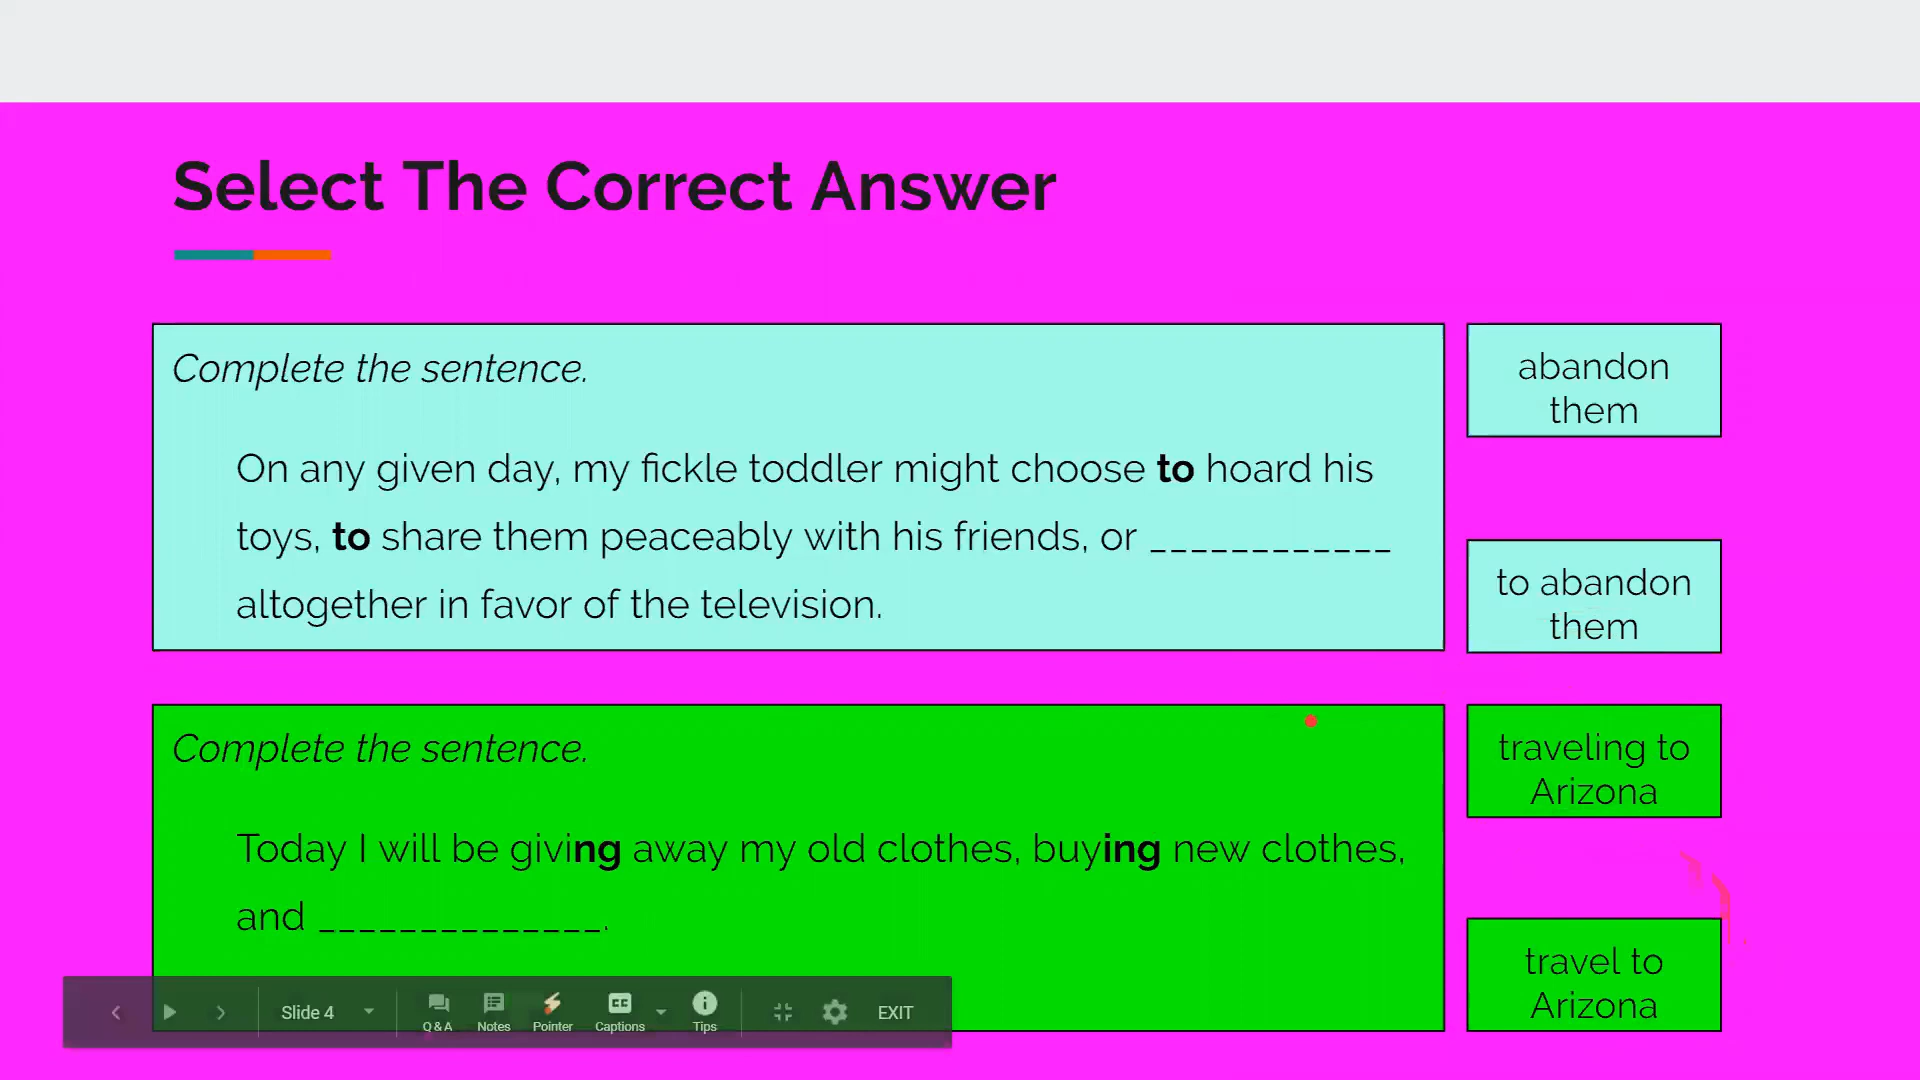 Select The Correct Answer
Complete the sentence.
On any given day, my fickle toddler might choose to hoard his
toys, to share them peaceably with his friends, or ____________
altogether in favor of the television.
abandon
them
to abandon
them
Complete the sentence.
Today I will be giving away my old clothes, buying new clothes,
and ______________.
traveling to
Arizona
travel to
Arizona
Slide 4
Q&A
Notes
Pointer
CC
Captions
Tips
EXIT